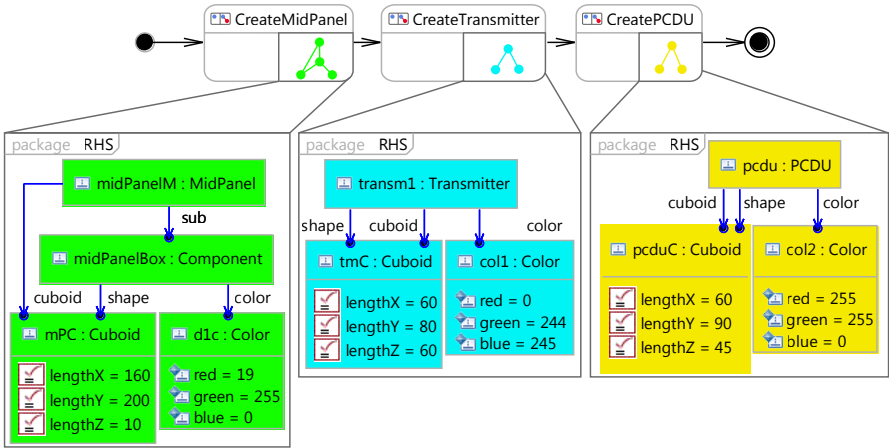 CreateMidPanel
CreateTransmitter
CreatePCDU
package RHS
midPanelM : MidPanel
sub
midPanelBox : Component
cuboid shape color
mPC : Cuboid
lengthX = 160
lengthY = 200
lengthZ = 10
d1c : Color
red = 19
green = 255
blue = 0
package RHS
transm1 : Transmitter
shape cuboid color
tmC : Cuboid
lengthX = 60
lengthY = 80
lengthZ = 60
col1 : Color
red = 0
green = 244
blue = 245
package RHS
pcdu : PCDU
cuboid shape color
pcduC : Cuboid
lengthX = 60
lengthY = 90
lengthZ = 45
col2 : Color
red = 255
green = 255
blue = 0